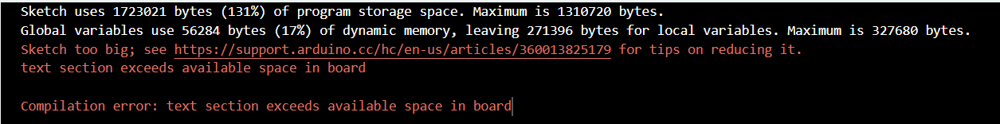 Sketch uses 1723021 bytes (131%) of program storage space. Maximum is 1310720 bytes.
Global variables use 56284 bytes (17%) of dynamic memory, leaving 271396 bytes for local variables. Maximum is 327680 bytes.
Sketch too big; see https://support.arduino.cc/hc/en-us/articles/360013825179 for tips on reducing it.
text section exceeds available space in board
Compilation error: text section exceeds available space in board